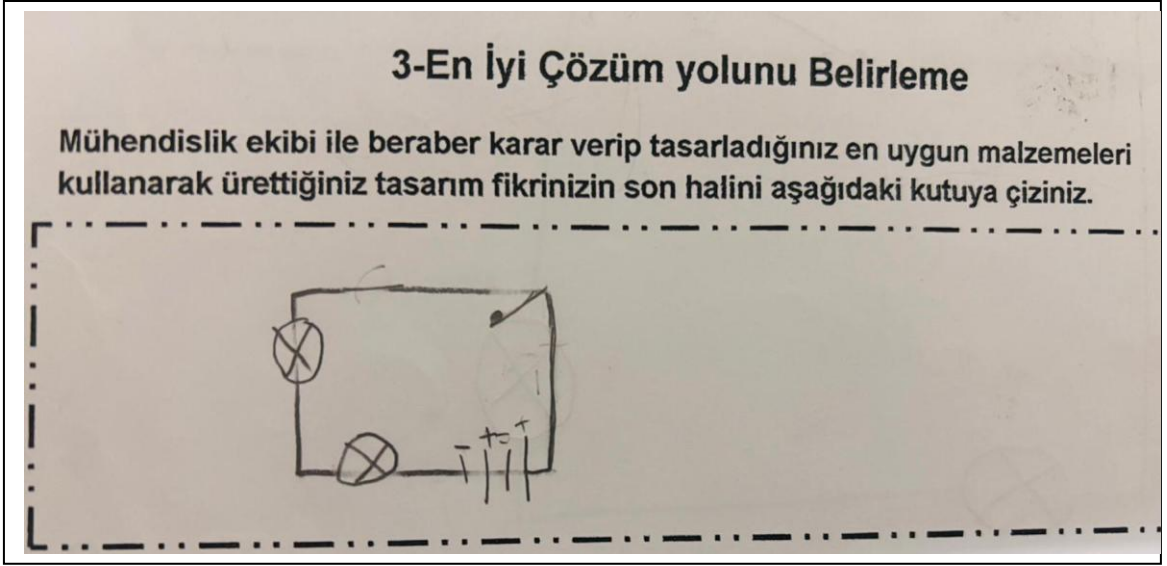 3-En İyi Çözüm yolunu Belirleme
Mühendislik ekibi ile beraber karar verip tasarladığınız en uygun malzemeleri
kullanarak ürettiğiniz tasarım fikrinizin son halini aşağıdaki kutuya çiziniz.
- + - +